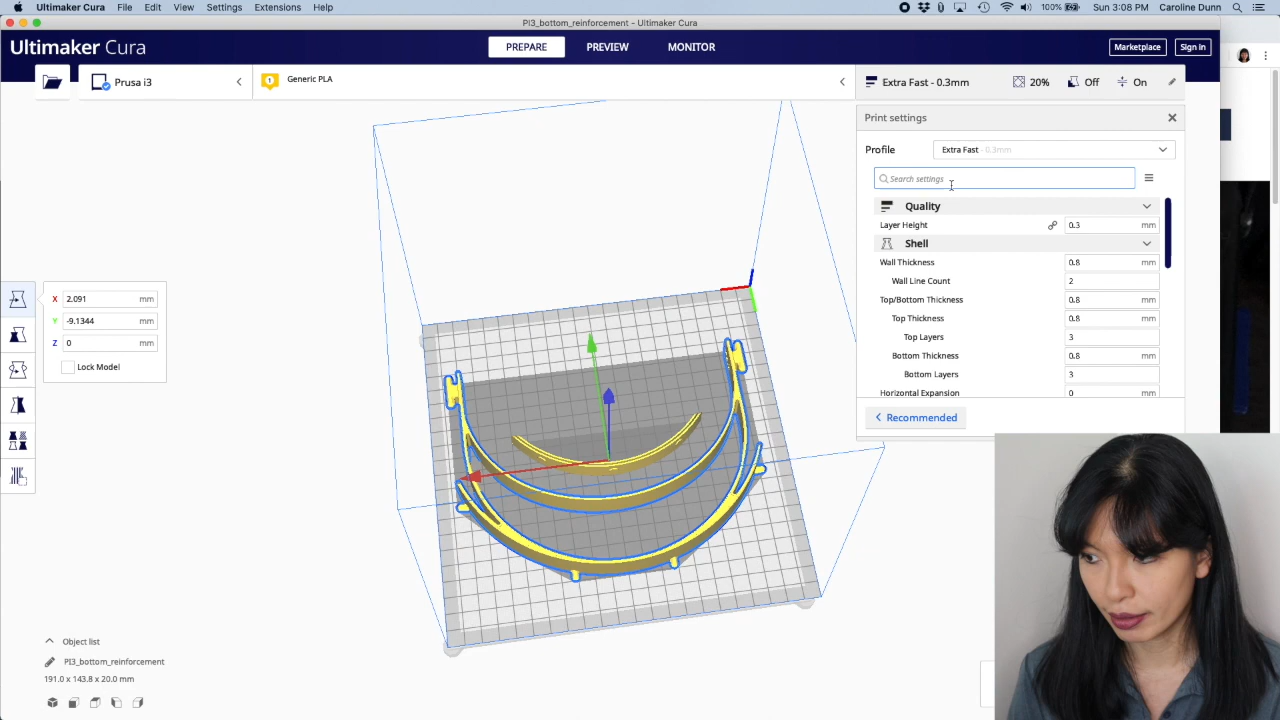 Ultimaker Cura File Edit View Settings Extensions Help 100% Sun 3:08 PM Caroline Dunn
PI3_bottom_reinforcement - Ultimaker Cura
Ultimaker Cura PREPARE PREVIEW MONITOR Marketplace Sign in
Prusa i3 1 Generic PLA Extra Fast - 0.3mm 20% Off On
Print settings
Profile Extra Fast - 0.3mm
Search settings
Quality
Layer Height 0.3 mm
Shell
Wall Thickness 0.8 mm
Wall Line Count 2
Top/Bottom Thickness 0.8 mm
Top Thickness 0.8 mm
Top Layers 3
Bottom Thickness 0.8 mm
Bottom Layers 3
Horizontal Expansion 0 mm
Recommended
X 2.091 mm
Y -9.1344 mm
Z 0 mm
Lock Model
Object list
PI3_bottom_reinforcement
191.0 x 143.8 x 20.0 mm